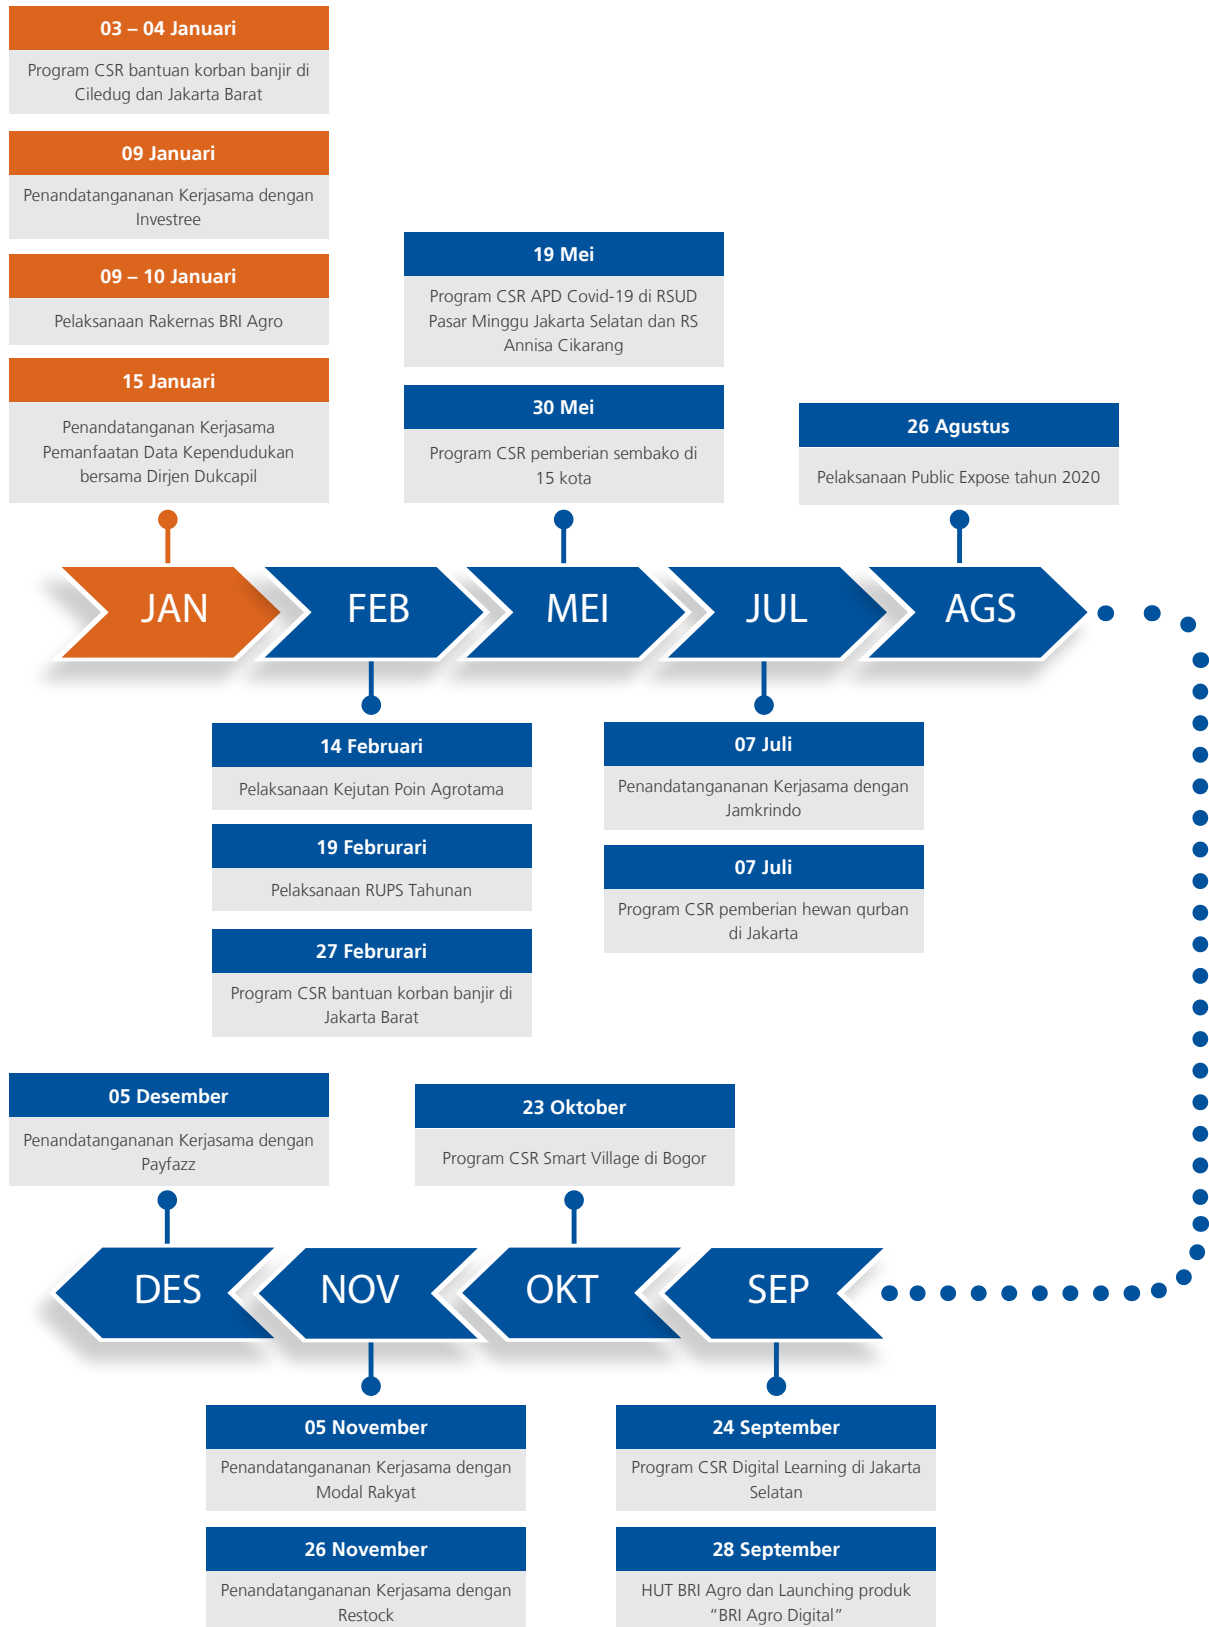 03 – 04 Januari
Program CSR bantuan korban banjir di
Ciledug dan Jakarta Barat
09 Januari
Penandatangananan Kerjasama dengan
Investree
09 – 10 Januari
Pelaksanaan Rakernas BRI Agro
15 Januari
Penandatanganan Kerjasama
Pemanfaatan Data Kependudukan
bersama Dirjen Dukcapil
19 Mei
Program CSR APD Covid-19 di RSUD
Pasar Minggu Jakarta Selatan dan RS
Annisa Cikarang
30 Mei
Program CSR pemberian sembako di
15 kota
26 Agustus
Pelaksanaan Public Expose tahun 2020
JAN
FEB
MEI
JUL
AGS
14 Februari
Pelaksanaan Kejutan Poin Agrotama
19 Februrari
Pelaksanaan RUPS Tahunan
27 Februrari
Program CSR bantuan korban banjir di
Jakarta Barat
07 Juli
Penandatangananan Kerjasama dengan
Jamkrindo
07 Juli
Program CSR pemberian hewan qurban
di Jakarta
05 Desember
Penandatangananan Kerjasama dengan
Payfazz
23 Oktober
Program CSR Smart Village di Bogor
DES
NOV
OKT
SEP
05 November
Penandatangananan Kerjasama dengan
Modal Rakyat
26 November
Penandatangananan Kerjasama dengan
Restock
24 September
Program CSR Digital Learning di Jakarta
Selatan
28 September
HUT BRI Agro dan Launching produk
“BRI Agro Digital”